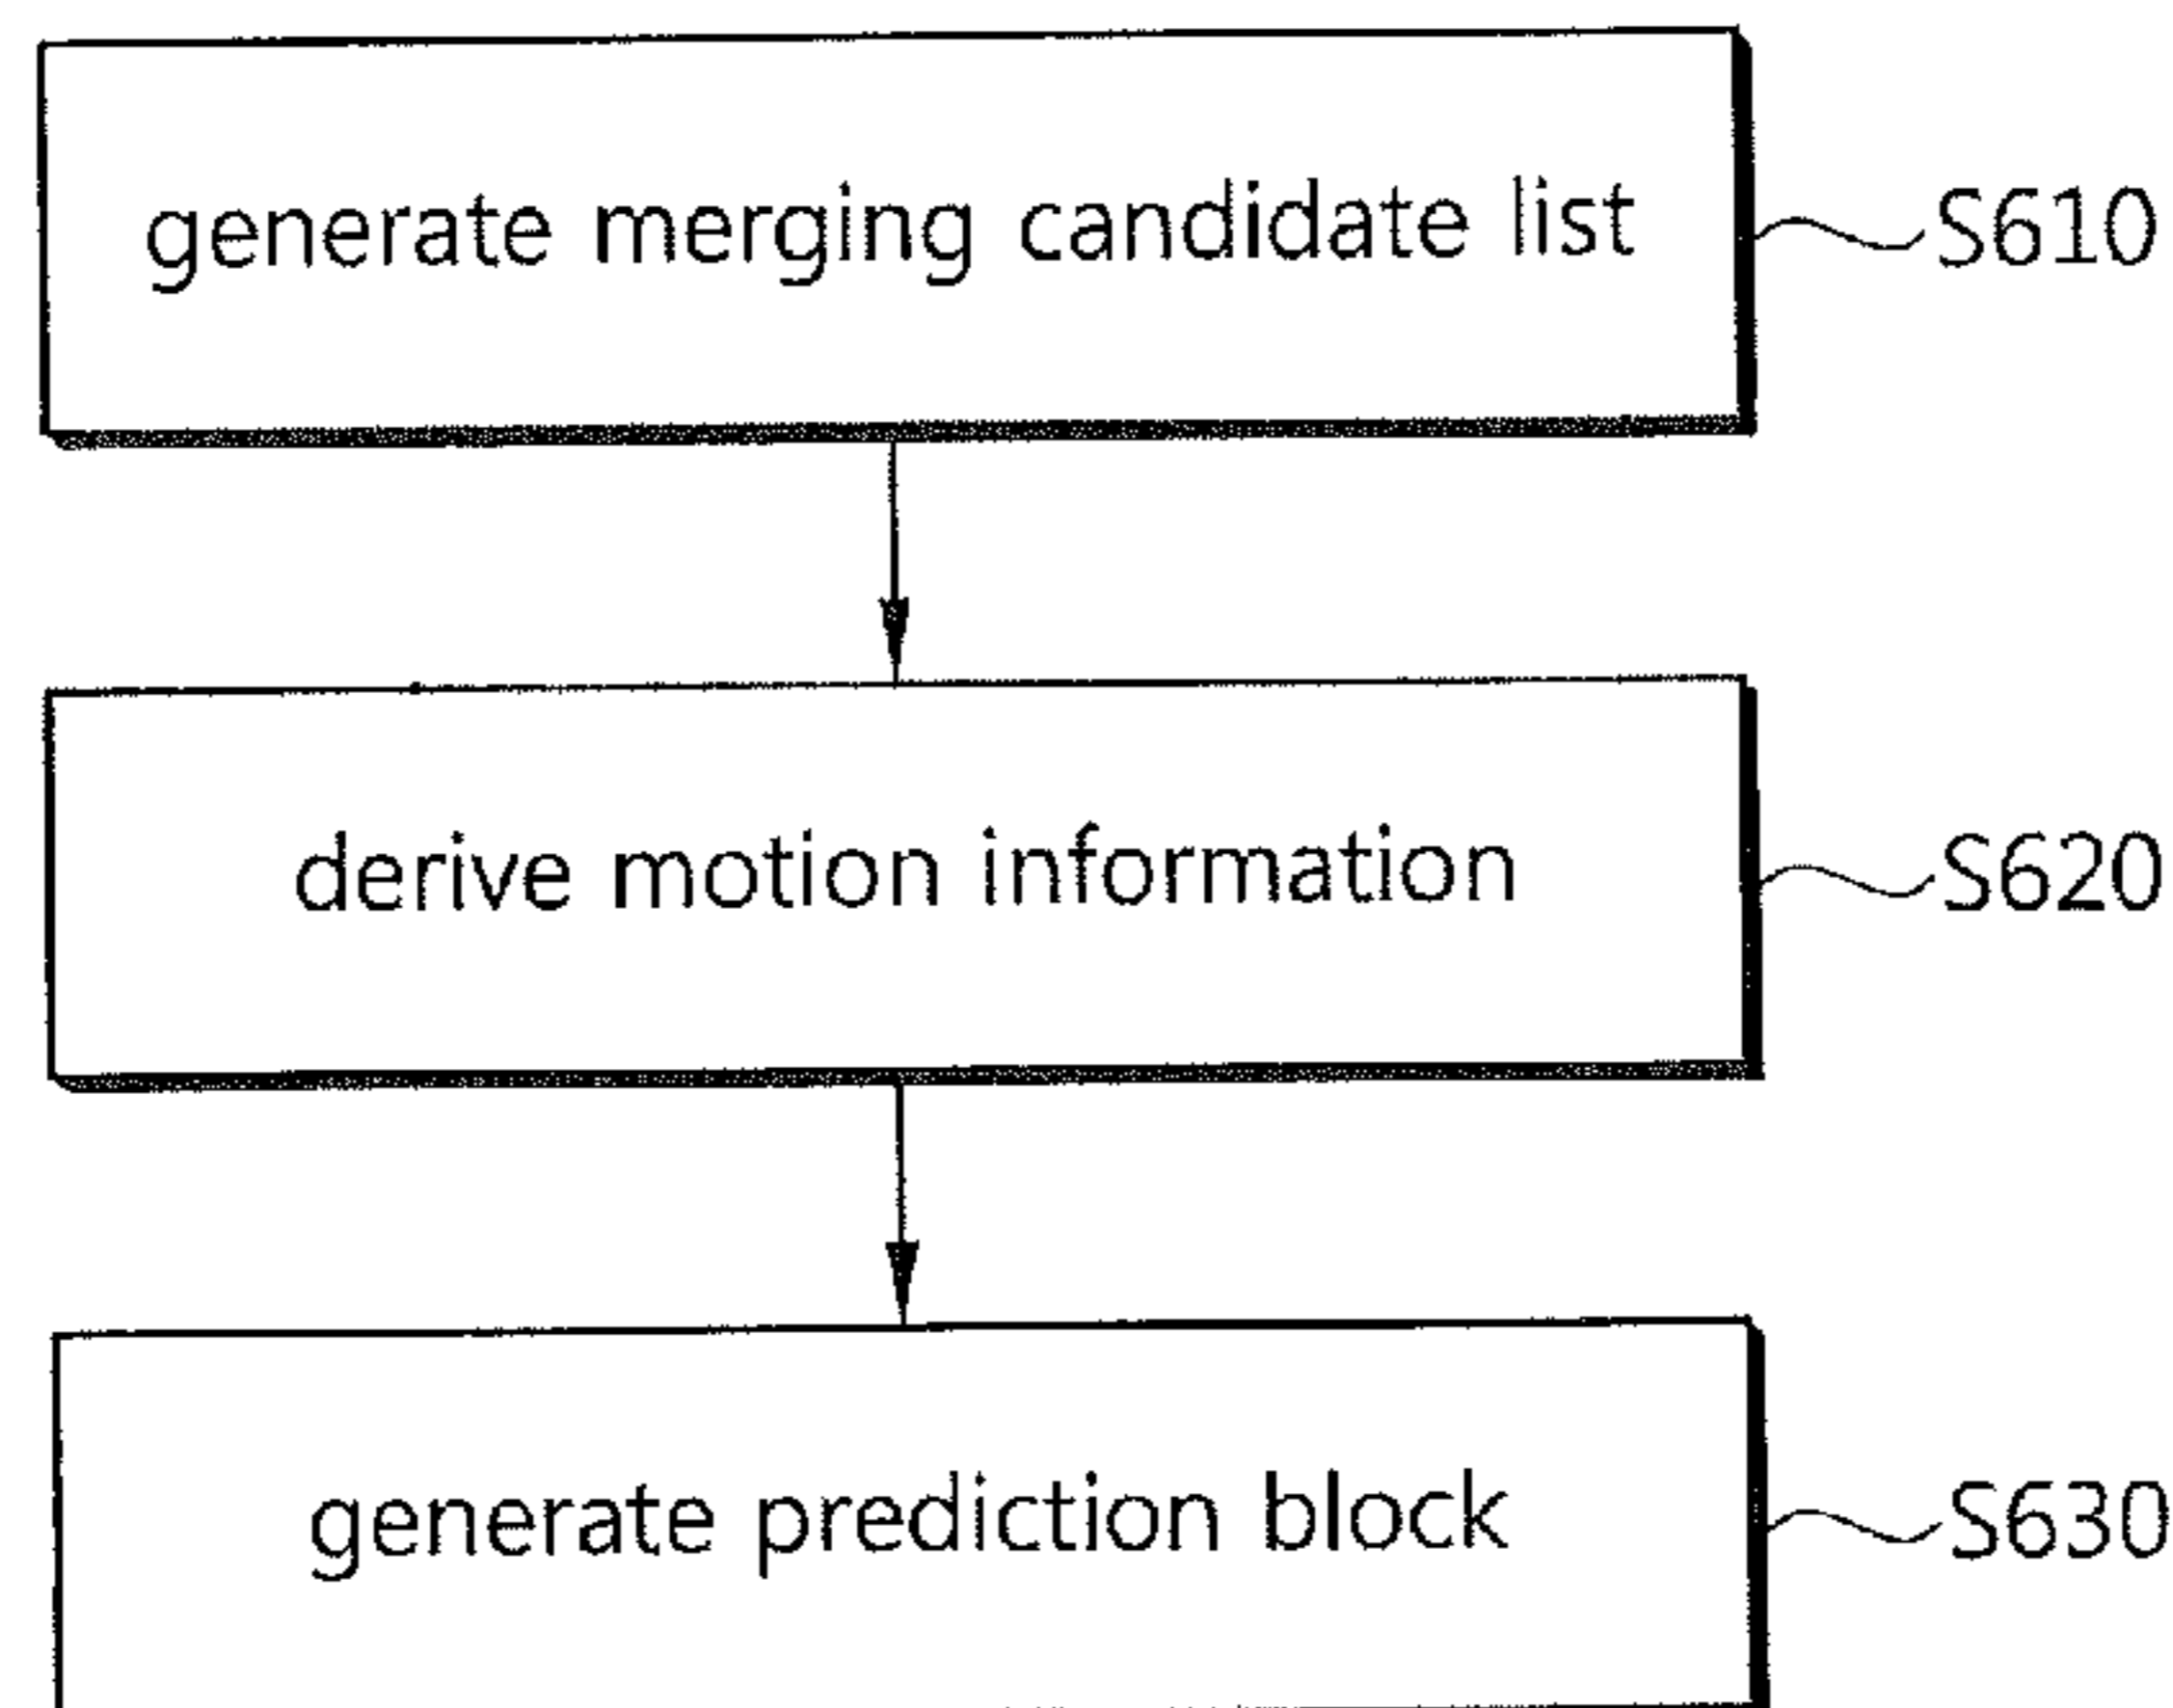 generate merging candidate list
S610
derive motion information
S620
generate prediction block
S630